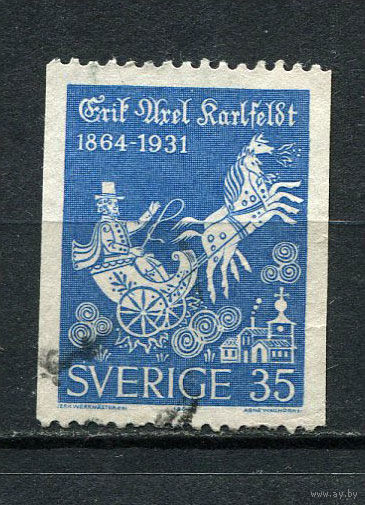 Erik Axel Karlfeldt
1864-1931
SVERIGE 35
www.ay.by